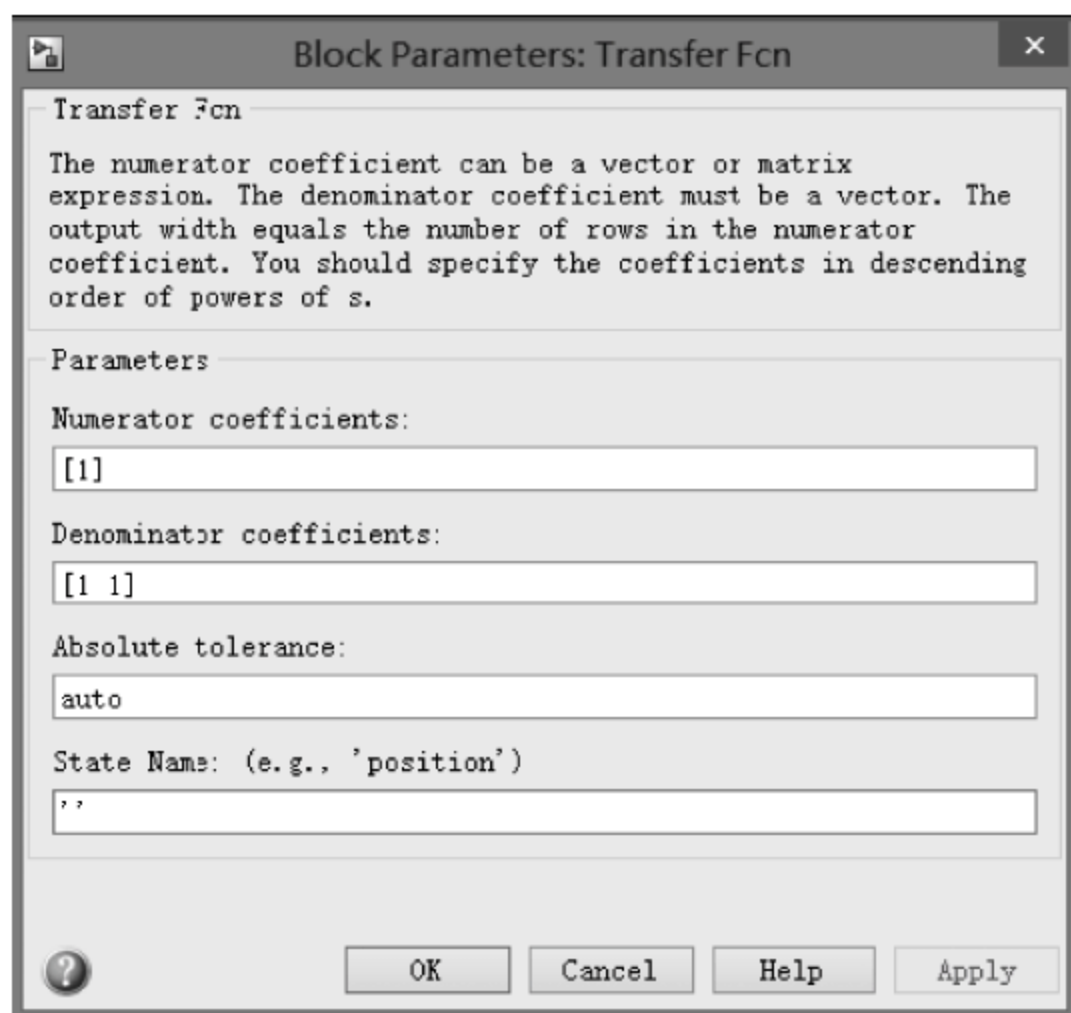 Block Parameters: Transfer Fcn
×
Transfer Fcn
The numerator coefficient can be a vector or matrix
expression. The denominator coefficient must be a vector. The
output width equals the number of rows in the numerator
coefficient. You should specify the coefficients in descending
order of powers of s.
Parameters
Numerator coefficients:
[1]
Denominator coefficients:
[1 1]
Absolute tolerance:
auto
State Name: (e.g., 'position')
''
?
OK Cancel Help Apply